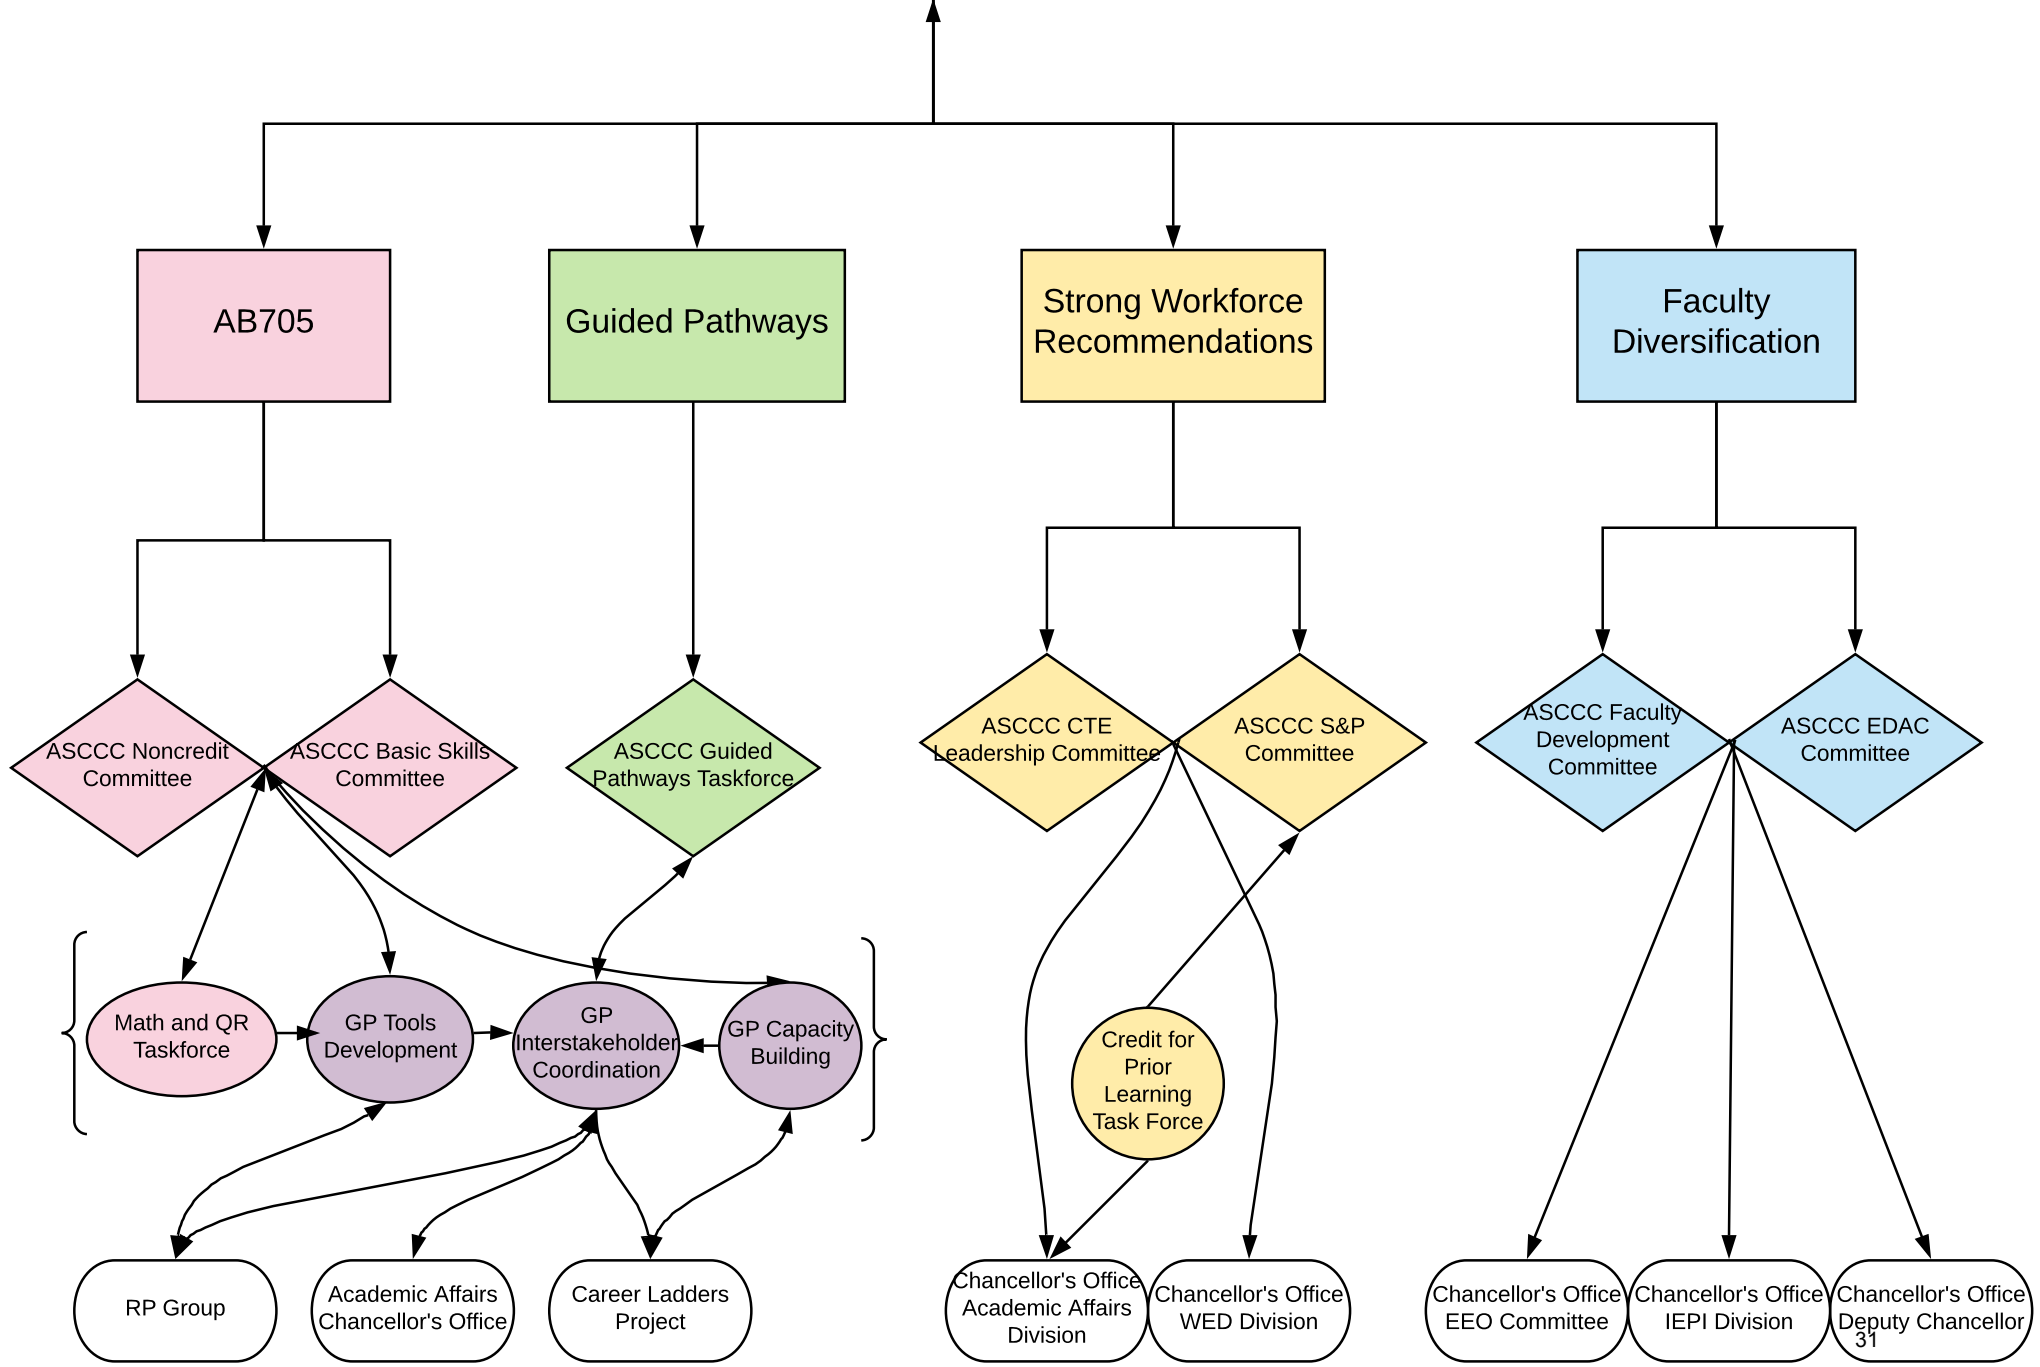 AB705
Guided Pathways
Strong Workforce
Recommendations
Faculty
Diversification
ASCCC Noncredit
Committee
ASCCC Basic Skills
Committee
ASCCC Guided
Pathways Taskforce
ASCCC CTE
Leadership Committee
ASCCC S&P
Committee
ASCCC Faculty
Development
Committee
ASCCC EDAC
Committee
Math and QR
Taskforce
GP Tools
Development
GP
Interstakeholder
Coordination
GP Capacity
Building
Credit for
Prior
Learning
Task Force
RP Group
Academic Affairs
Chancellor's Office
Career Ladders
Project
Chancellor's Office
Academic Affairs
Division
Chancellor's Office
WED Division
Chancellor's Office
EEO Committee
Chancellor's Office
IEPI Division
Chancellor's Office
Deputy Chancellor
31